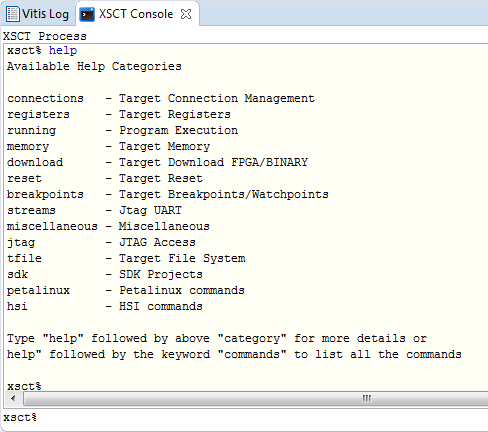 Vitis Log XSCT Console
XSCT Process
xsct% help
Available Help Categories
connections - Target Connection Management
registers - Target Registers
running - Program Execution
memory - Target Memory
download - Target Download FPGA/BINARY
reset - Target Reset
breakpoints - Target Breakpoints/Watchpoints
streams - Jtag UART
miscellaneous - Miscellaneous
jtag - JTAG Access
tfile - Target File System
sdk - SDK Projects
petalinux - Petalinux commands
hsi - HSI commands
Type "help" followed by above "category" for more details or
help" followed by the keyword "commands" to list all the commands
xsct%
xsct%